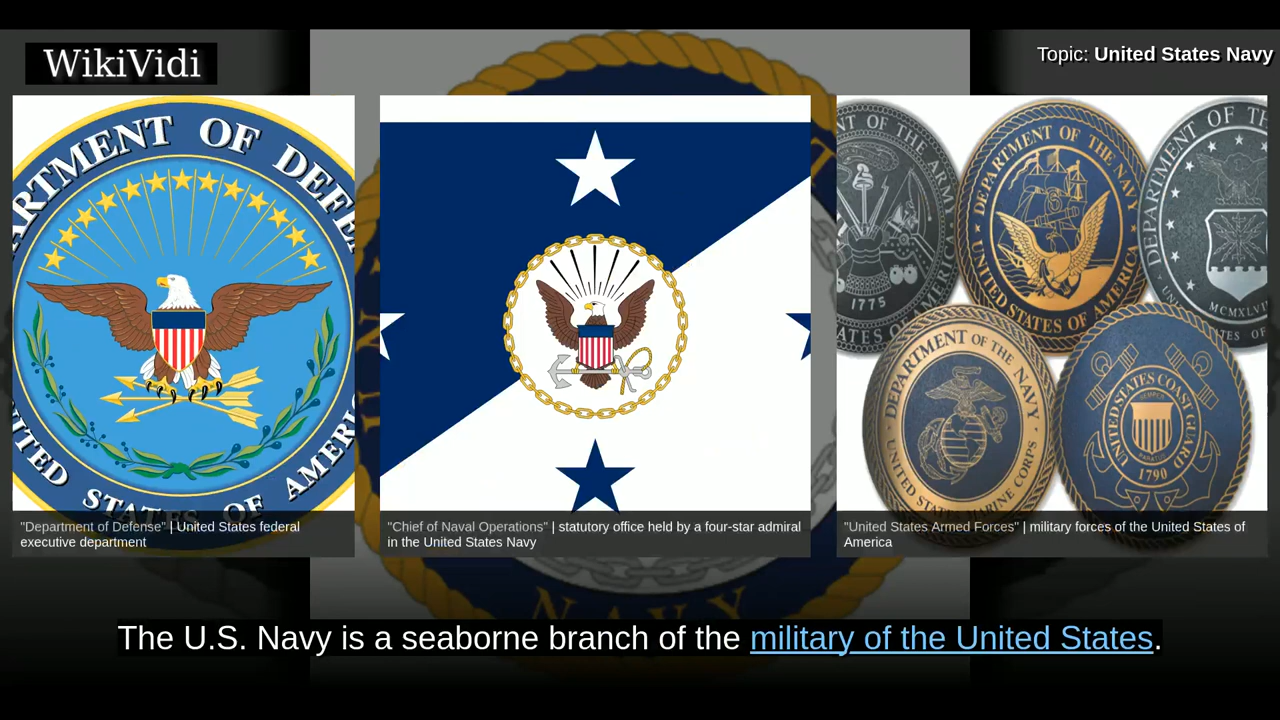 WikiVidi
Topic: United States Navy
DEPARTMENT OF DEFENSE
UNITED STATES OF AMERICA
DEPARTMENT OF THE ARMY
1775
DEPARTMENT OF THE NAVY
UNITED STATES OF AMERICA
DEPARTMENT OF THE
MCMXLVII
DEPARTMENT OF THE NAVY
UNITED STATES MARINE CORPS
UNITED STATES COAST GUARD
SEMPER
PARATUS
1790
"Department of Defense" | United States federal
executive department
"Chief of Naval Operations" | statutory office held by a four-star admiral
in the United States Navy
"United States Armed Forces" | military forces of the United States of
America
NAVY
The U.S. Navy is a seaborne branch of the military of the United States.